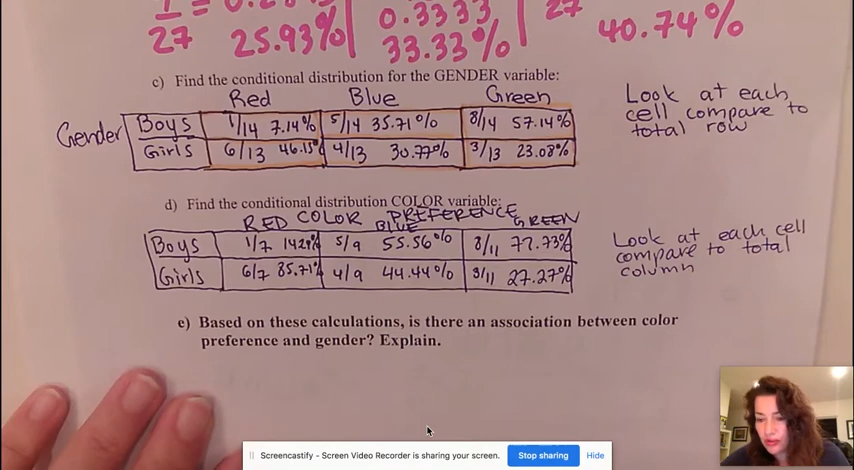 7/27 = 0.25 25.93% 0.3333 33.33% 27 40.74%
c) Find the conditional distribution for the GENDER variable:
Red Blue Green
Gender Boys 1/14 7.14% 5/14 35.71% 8/14 57.14%
Girls 6/13 46.15% 4/13 30.77% 3/13 23.08%
Look at each
cell compare to
total row
d) Find the conditional distribution COLOR variable:
COLOR PREFERENCE
RED BLUE GREEN
Boys 1/7 14.29% 5/9 55.56% 8/11 72.73%
Girls 6/7 85.71% 4/9 44.44% 3/11 27.27%
Look at each cell
compare to total
column
e) Based on these calculations, is there an association between color
preference and gender? Explain.
Screencastify - Screen Video Recorder is sharing your screen. Stop sharing Hide